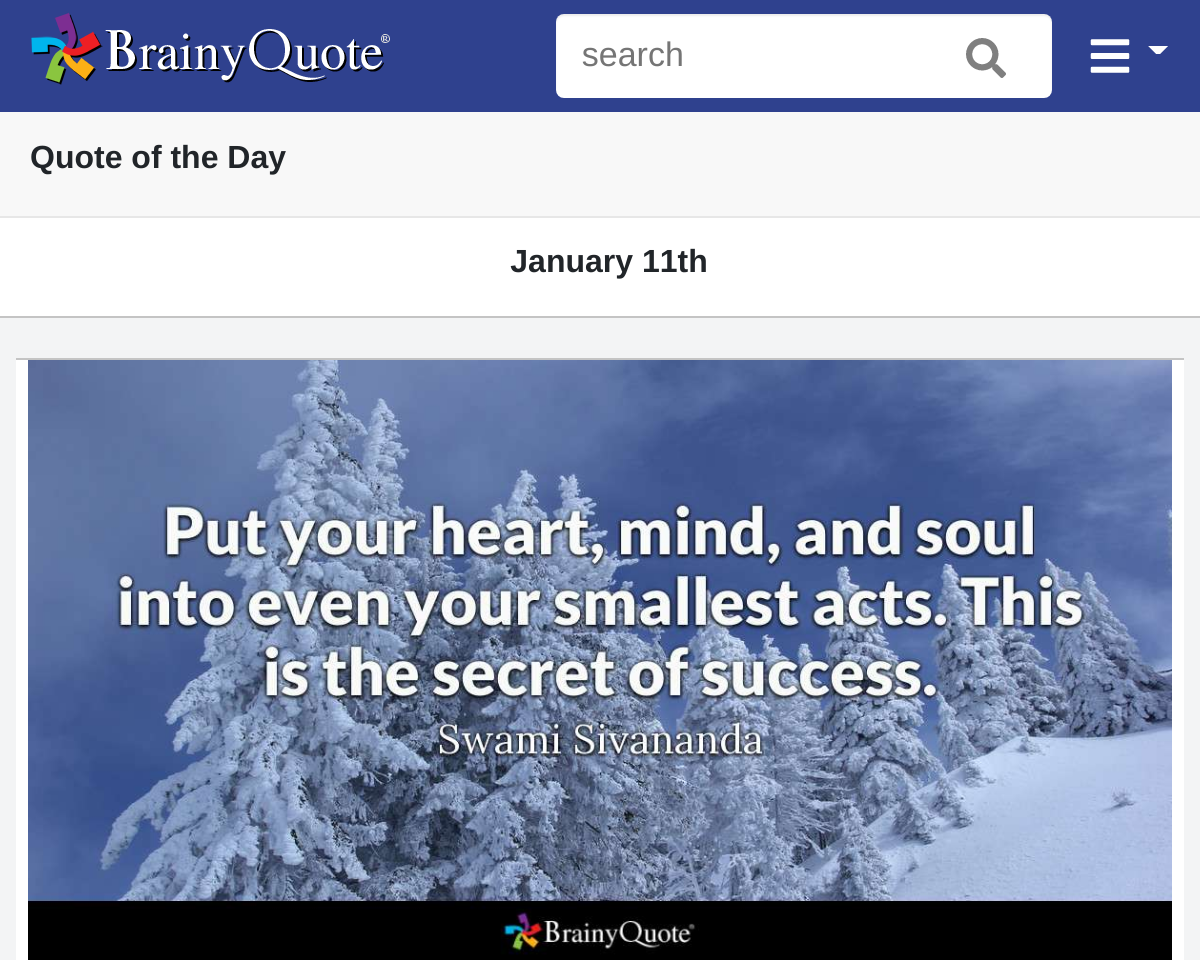 BrainyQuote®
search
Quote of the Day
January 11th
Put your heart, mind, and soul
into even your smallest acts. This
is the secret of success.
Swami Sivananda
BrainyQuote®